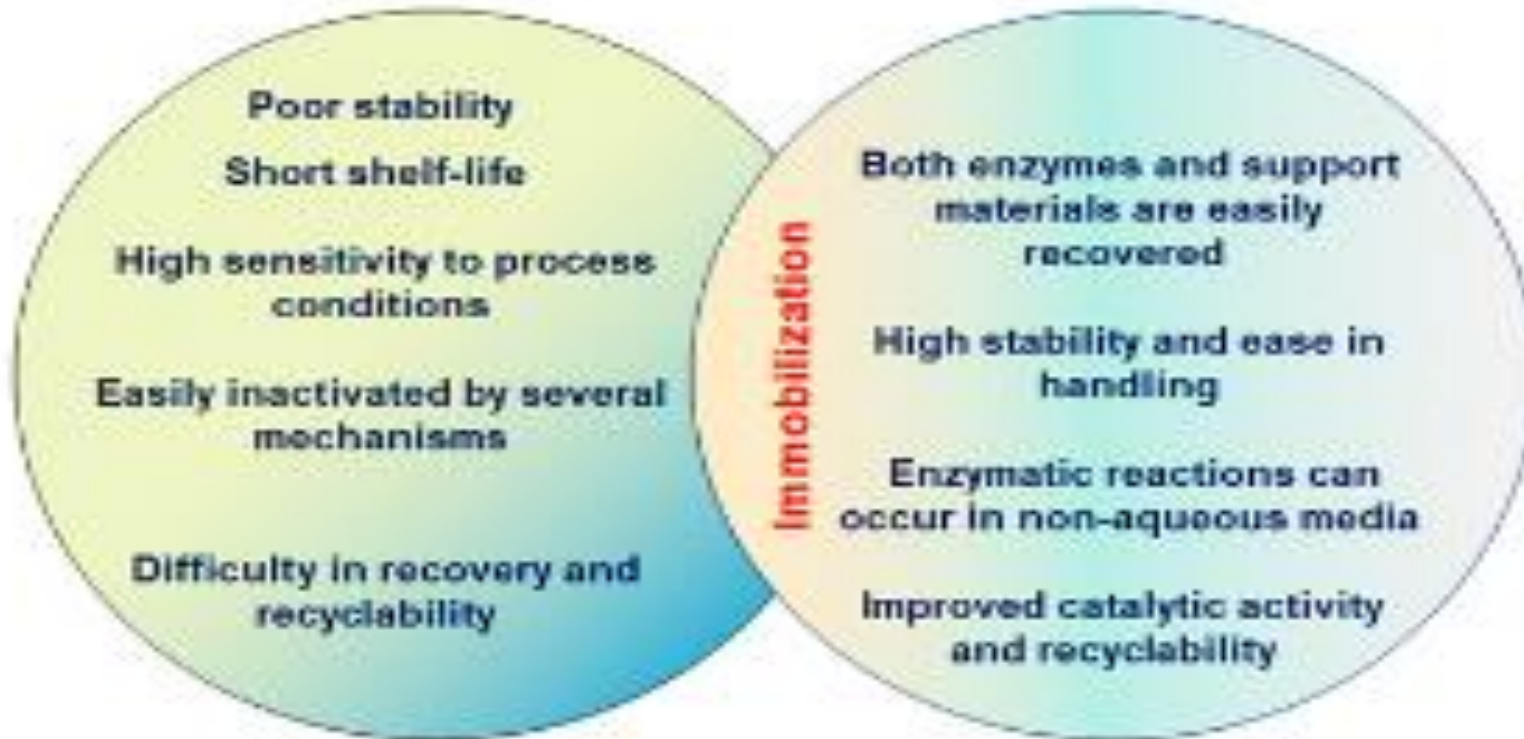 Poor stability
Short shelf-life
High sensitivity to process
conditions
Easily inactivated by several
mechanisms
Difficulty in recovery and
recyclability
Immobilization
Both enzymes and support
materials are easily
recovered
High stability and ease in
handling
Enzymatic reactions can
occur in non-aqueous media
Improved catalytic activity
and recyclability